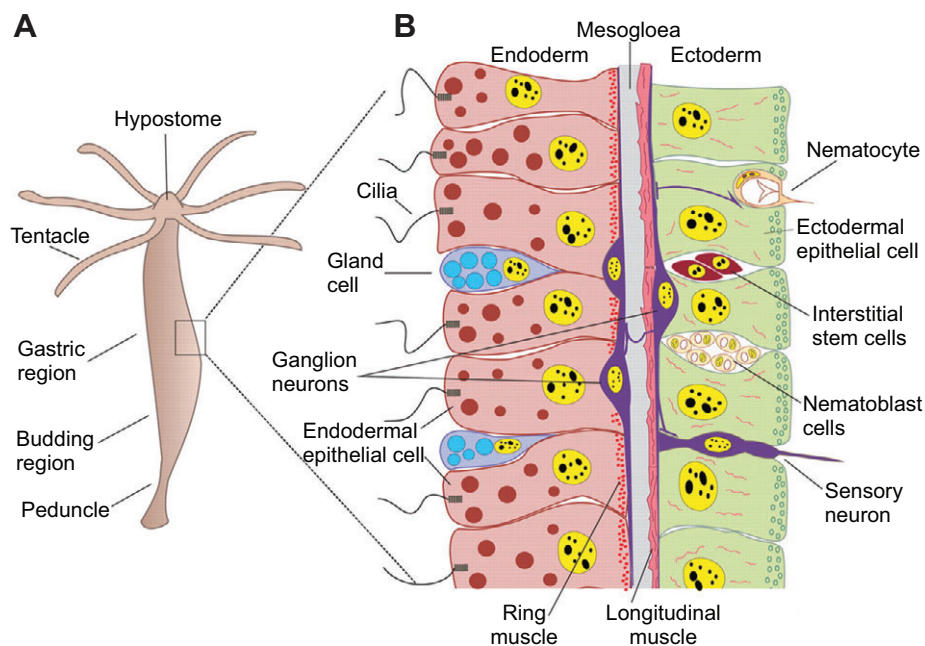 A
Hypostome
Tentacle
Gastric
region
Budding
region
Peduncle
B
Mesogloea
Endoderm
Ectoderm
Cilia
Gland
cell
Ganglion
neurons
Endodermal
epithelial cell
Nematocyte
Ectodermal
epithelial cell
Interstitial
stem cells
Nematoblast
cells
Sensory
neuron
Ring
muscle
Longitudinal
muscle